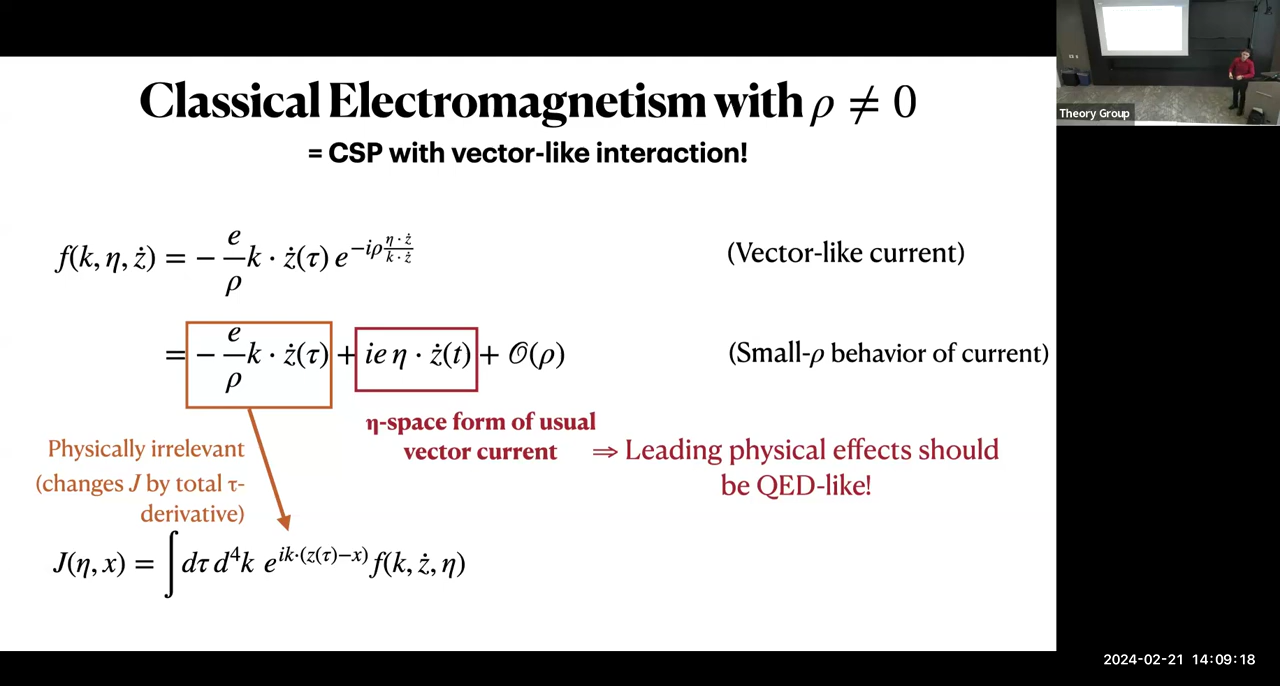 Classical Electromagnetism with ρ ≠ 0
= CSP with vector-like interaction!
f(k, η, ż) = − e/ρ k · ż(τ) e^{−iρ η·ż/k·ż} (Vector-like current)
= − e/ρ k · ż(τ) + ie η · ż(t) + 𝒪(ρ) (Small-ρ behavior of current)
η-space form of usual
vector current ⇒ Leading physical effects should
be QED-like!
Physically irrelevant
(changes J by total τ-
derivative)
J(η, x) = ∫ dτ d⁴k e^{ik·(z(τ)−x)} f(k, ż, η)
Theory Group
2024-02-21 14:09:18